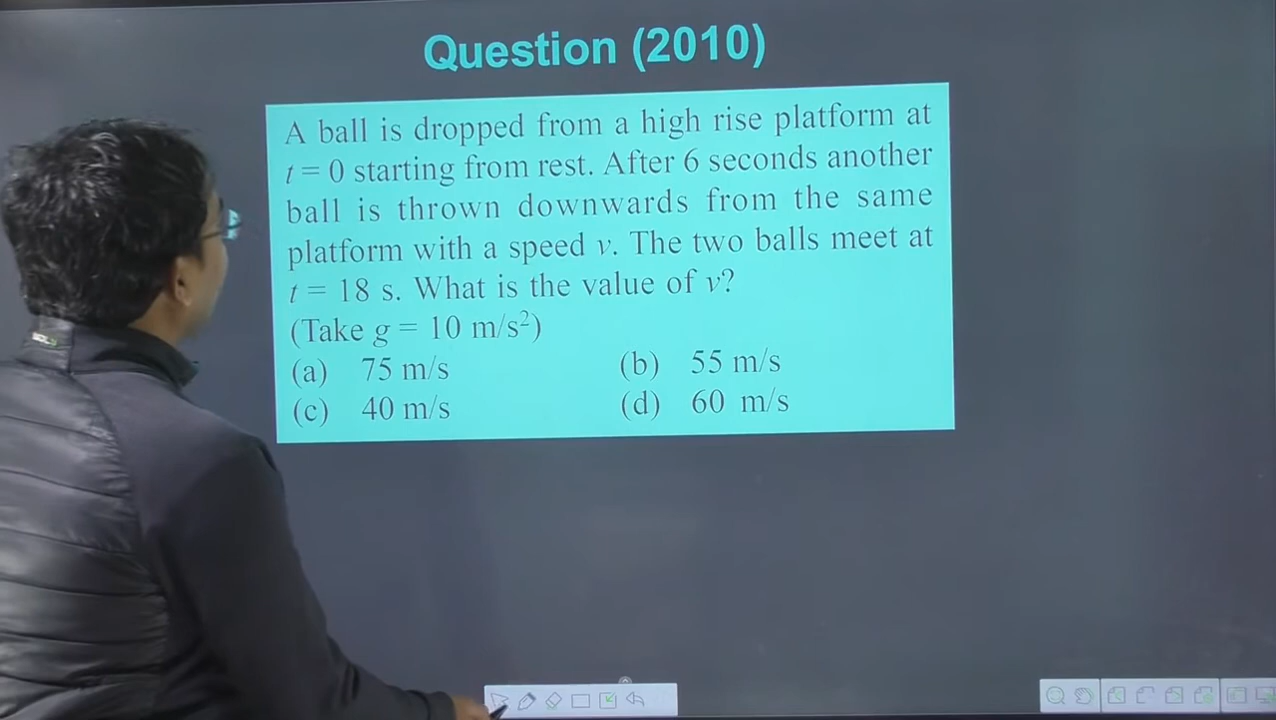 Question (2010)
A ball is dropped from a high rise platform at
t = 0 starting from rest. After 6 seconds another
ball is thrown downwards from the same
platform with a speed v. The two balls meet at
t = 18 s. What is the value of v?
(Take g = 10 m/s²)
(a) 75 m/s (b) 55 m/s
(c) 40 m/s (d) 60 m/s